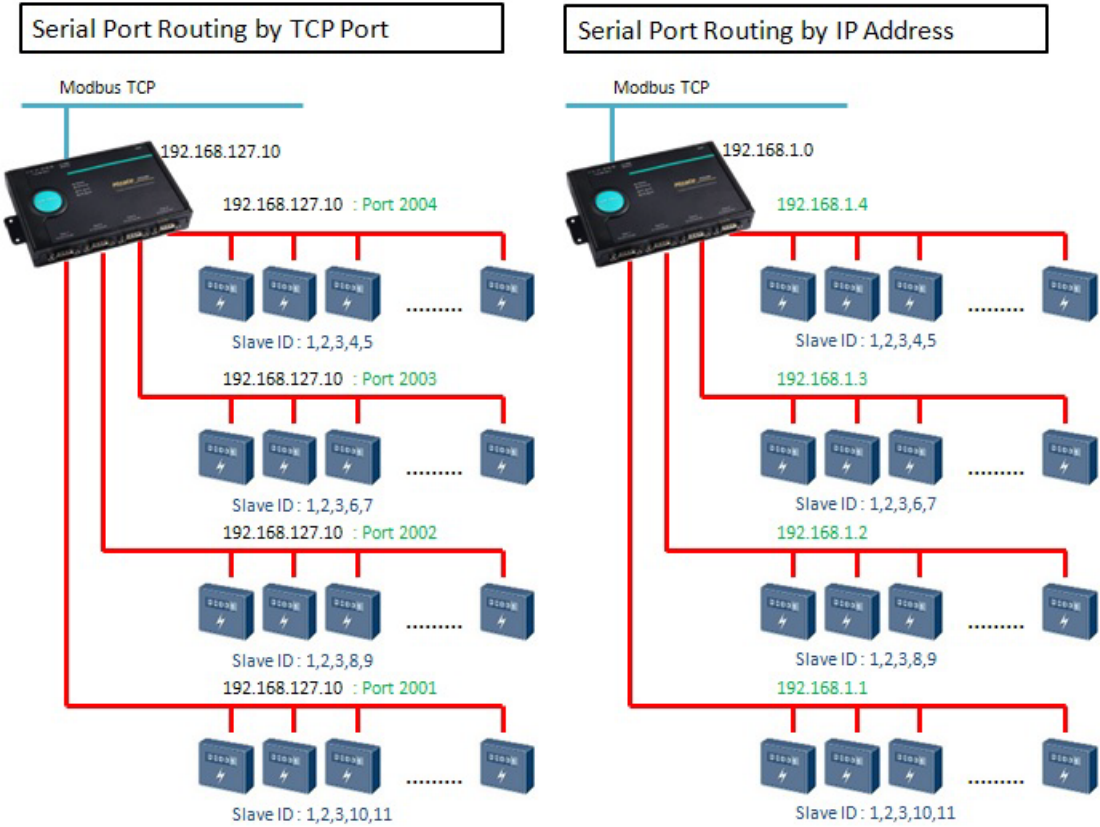 Serial Port Routing by TCP Port
Modbus TCP
192.168.127.10
192.168.127.10 : Port 2004
Slave ID : 1,2,3,4,5
192.168.127.10 : Port 2003
Slave ID : 1,2,3,6,7
192.168.127.10 : Port 2002
Slave ID : 1,2,3,8,9
192.168.127.10 : Port 2001
Slave ID : 1,2,3,10,11
Serial Port Routing by IP Address
Modbus TCP
192.168.1.0
192.168.1.4
Slave ID : 1,2,3,4,5
192.168.1.3
Slave ID : 1,2,3,6,7
192.168.1.2
Slave ID : 1,2,3,8,9
192.168.1.1
Slave ID : 1,2,3,10,11